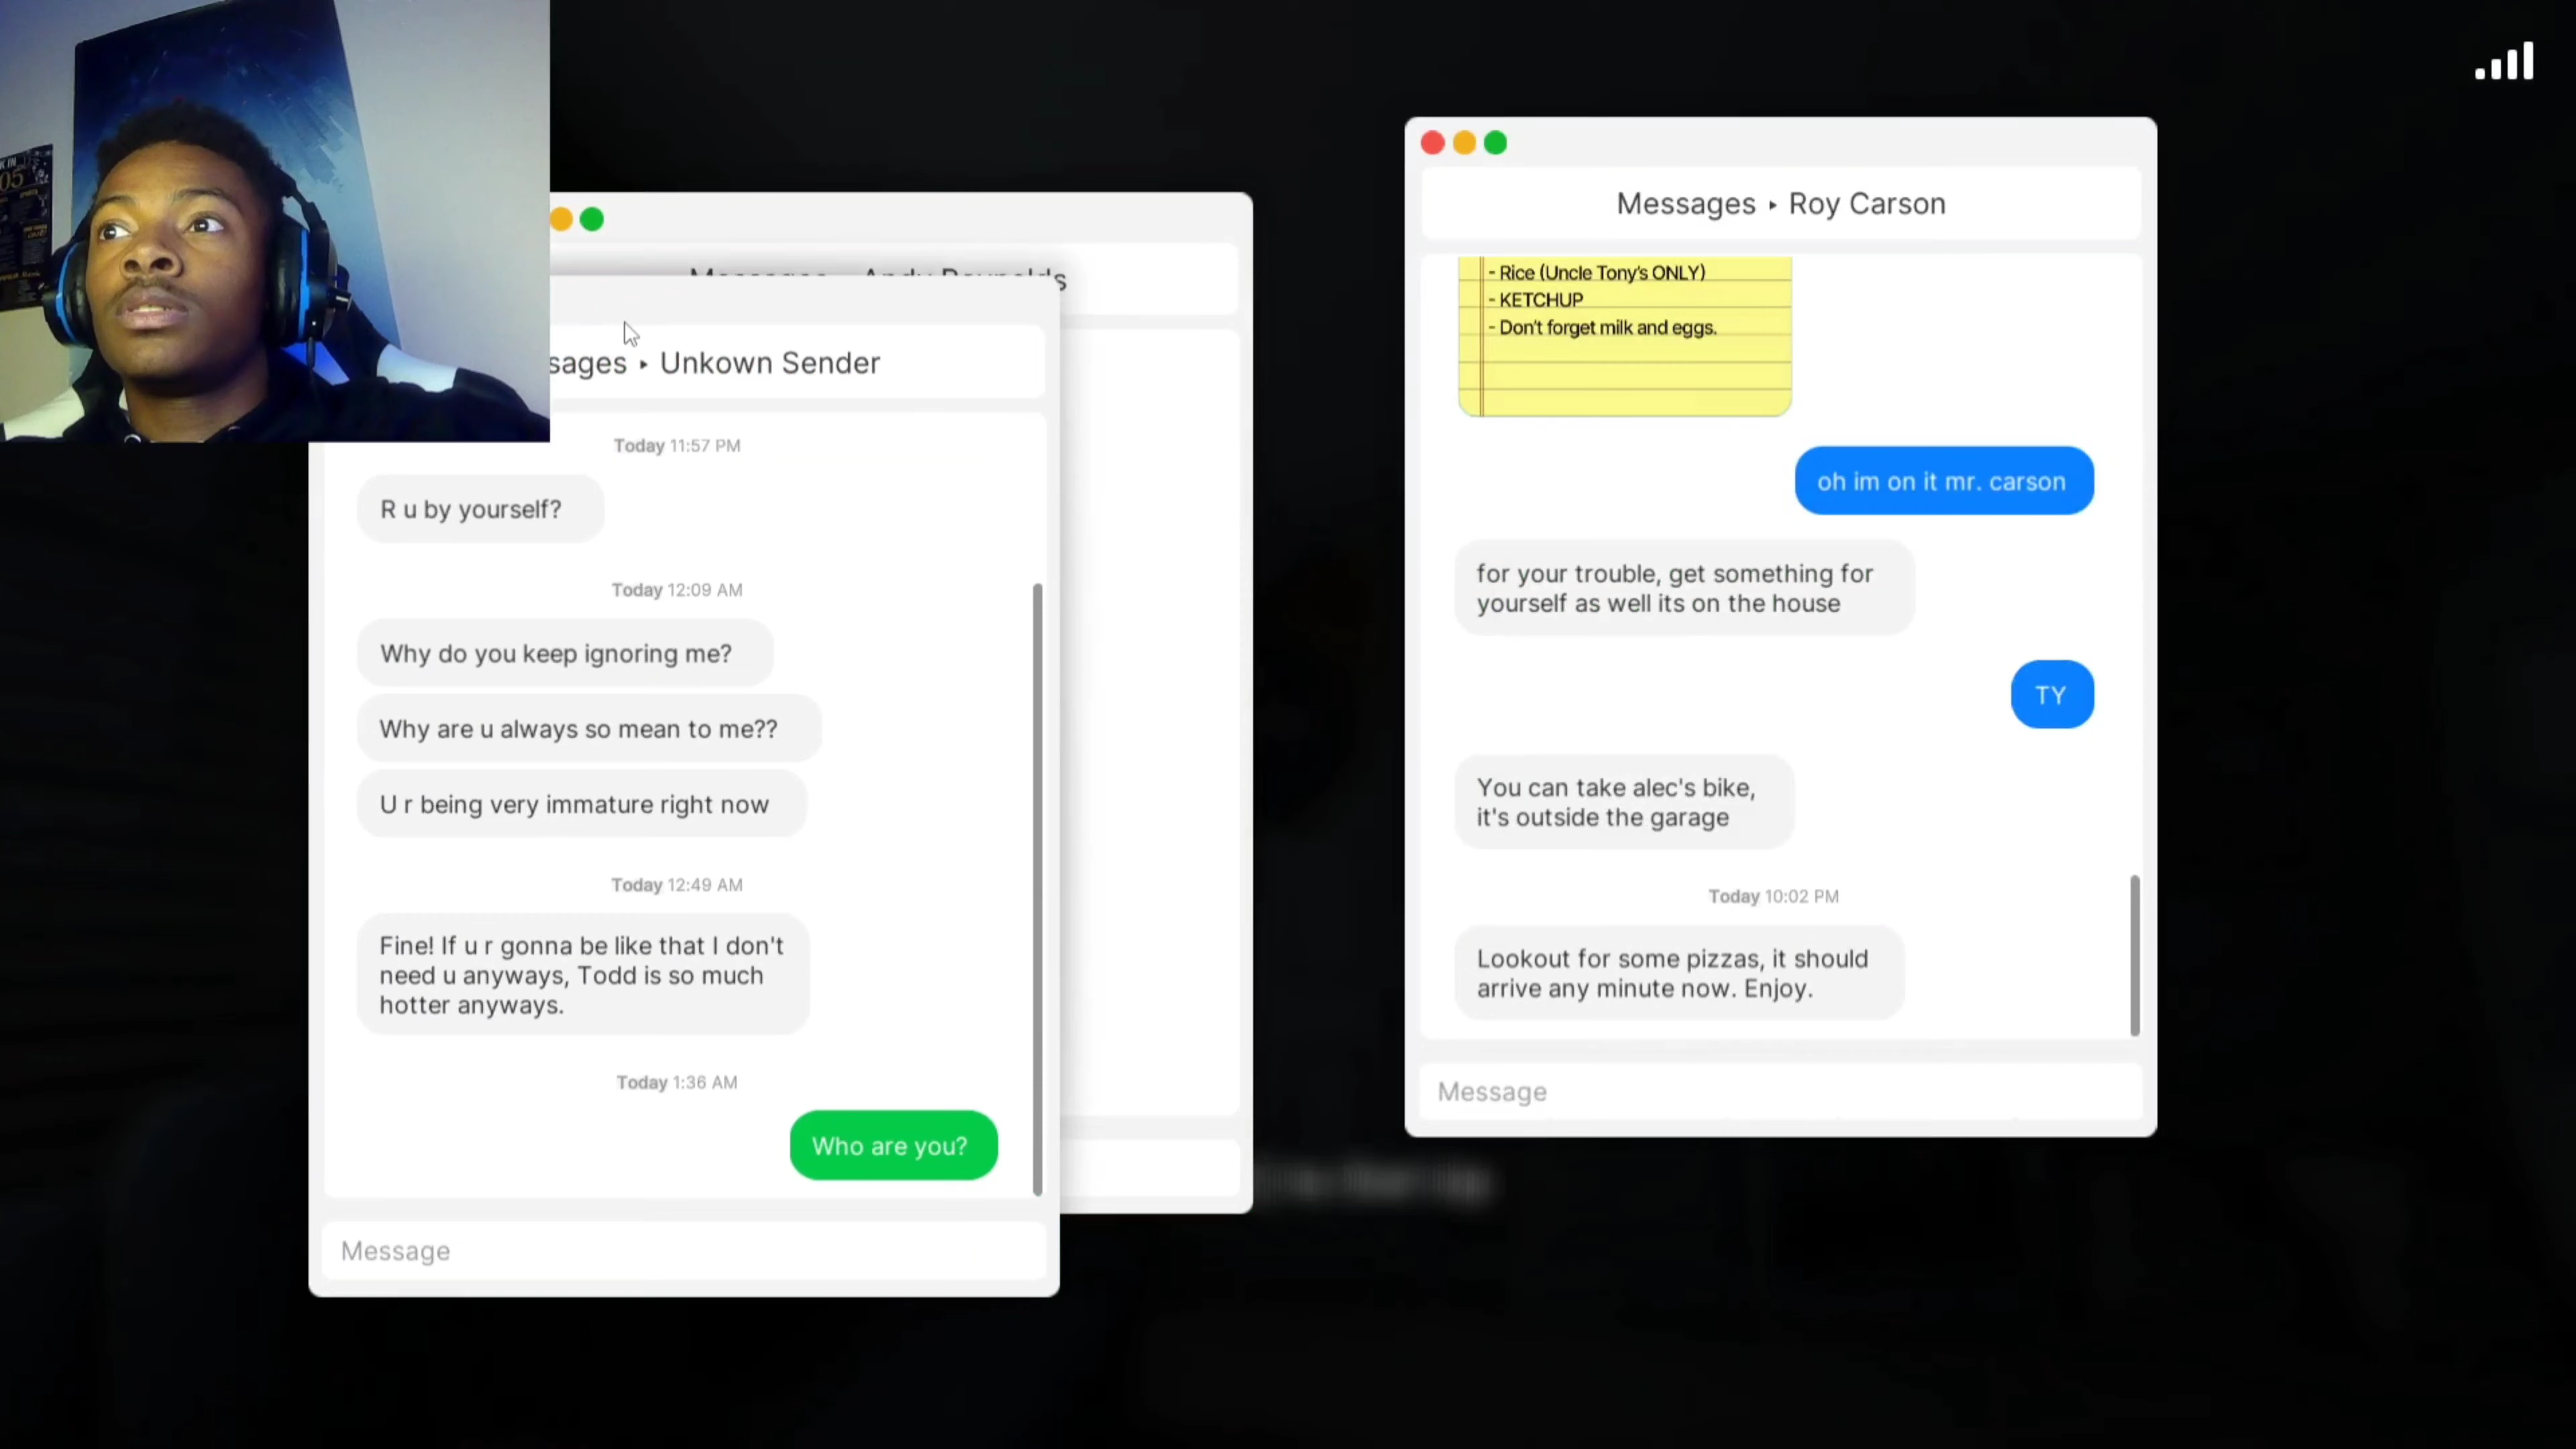 05
Messages ▸ Andy Reynolds
sages ▸ Unkown Sender
Today 11:57 PM
R u by yourself?
Today 12:09 AM
Why do you keep ignoring me?
Why are u always so mean to me??
U r being very immature right now
Today 12:49 AM
Fine! If u r gonna be like that I don't
need u anyways, Todd is so much
hotter anyways.
Today 1:36 AM
Who are you?
Message
Messages ▸ Roy Carson
- Rice (Uncle Tony's ONLY)
- KETCHUP
- Don't forget milk and eggs.
oh im on it mr. carson
for your trouble, get something for
yourself as well its on the house
TY
You can take alec's bike,
it's outside the garage
Today 10:02 PM
Lookout for some pizzas, it should
arrive any minute now. Enjoy.
Message